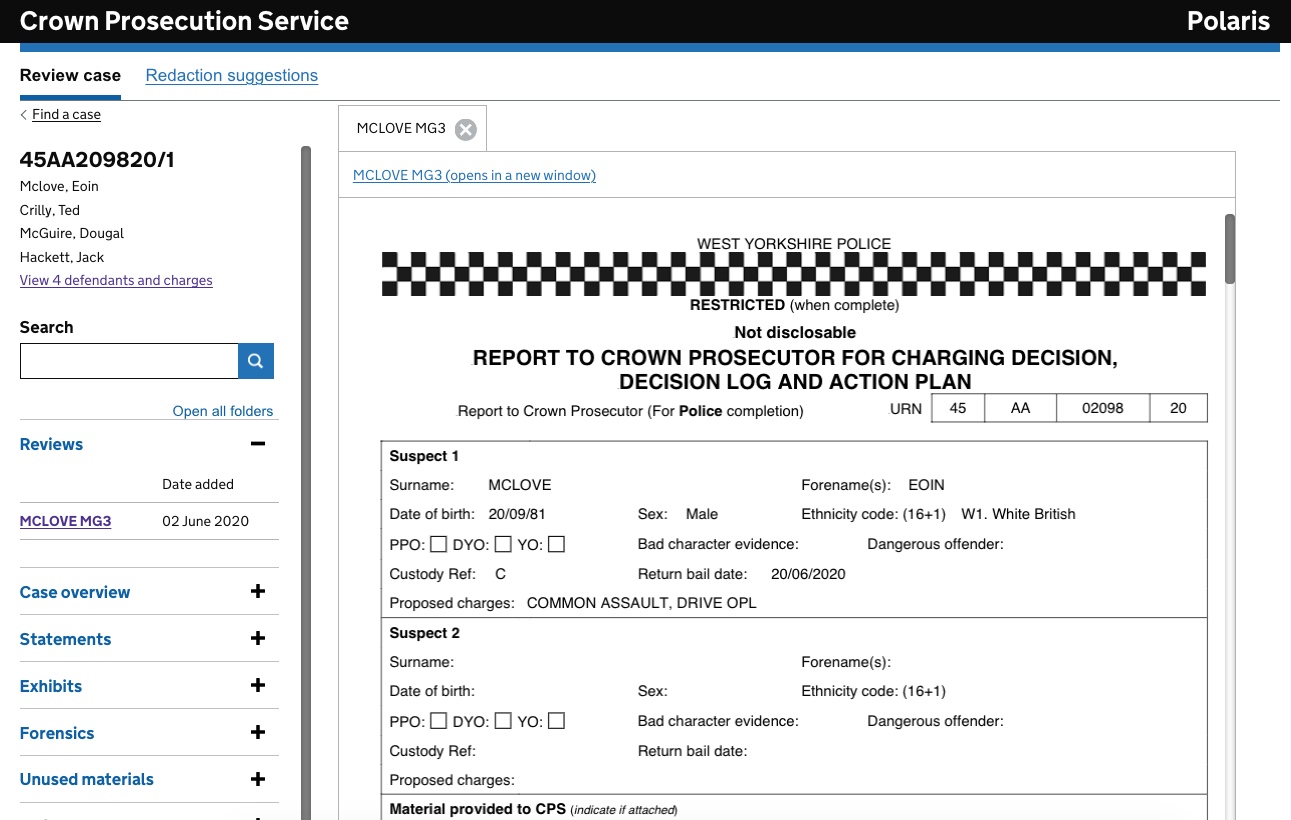 Crown Prosecution Service Polaris
Review case Redaction suggestions
Find a case
45AA209820/1
Mclove, Eoin
Crilly, Ted
McGuire, Dougal
Hackett, Jack
View 4 defendants and charges
Search
Open all folders
Reviews
Date added
MCLOVE MG3 02 June 2020
Case overview
Statements
Exhibits
Forensics
Unused materials
MCLOVE MG3
MCLOVE MG3 (opens in a new window)
WEST YORKSHIRE POLICE
RESTRICTED (when complete)
Not disclosable
REPORT TO CROWN PROSECUTOR FOR CHARGING DECISION,
DECISION LOG AND ACTION PLAN
Report to Crown Prosecutor (For Police completion) URN 45 AA 02098 20
Suspect 1
Surname: MCLOVE Forename(s): EOIN
Date of birth: 20/09/81 Sex: Male Ethnicity code: (16+1) W1. White British
PPO: DYO: YO: Bad character evidence: Dangerous offender:
Custody Ref: C Return bail date: 20/06/2020
Proposed charges: COMMON ASSAULT, DRIVE OPL
Suspect 2
Surname: Forename(s):
Date of birth: Sex: Ethnicity code: (16+1)
PPO: DYO: YO: Bad character evidence: Dangerous offender:
Custody Ref: Return bail date:
Proposed charges:
Material provided to CPS (indicate if attached)